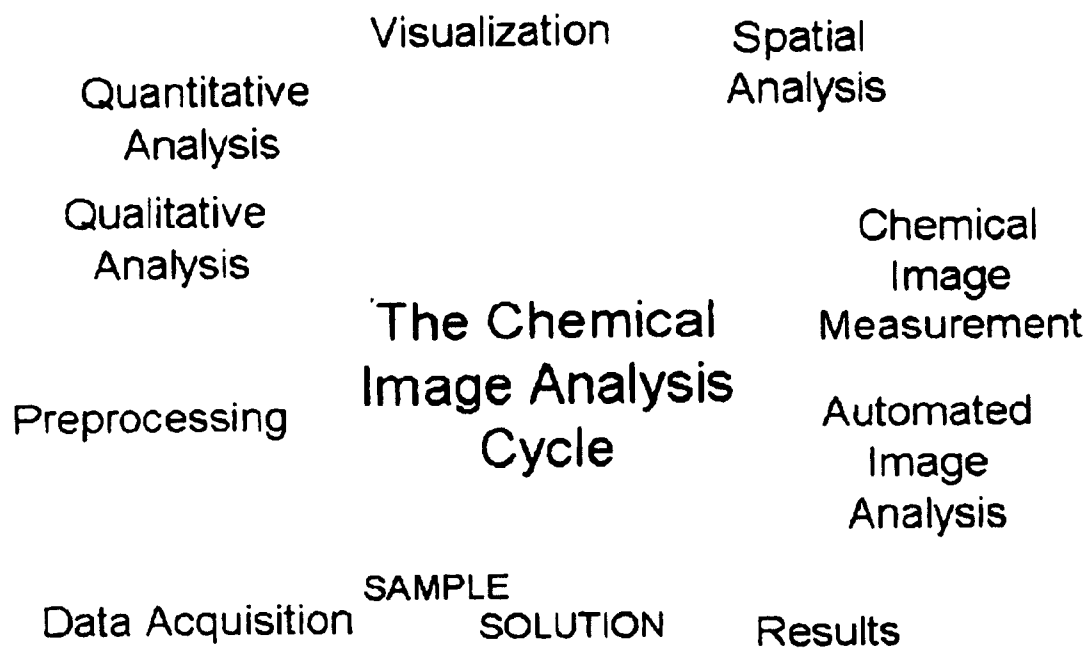 Visualization
Spatial
Analysis
Quantitative
Analysis
Qualitative
Analysis
Chemical
Image
Measurement
The Chemical
Image Analysis
Cycle
Preprocessing
Automated
Image
Analysis
SAMPLE
Data Acquisition
SOLUTION
Results